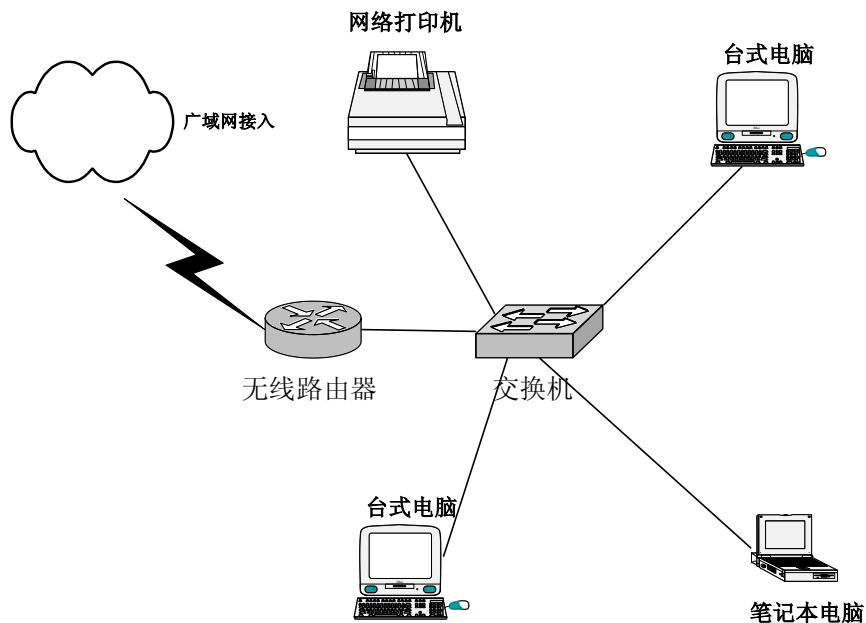 网络打印机
台式电脑
广域网接入
无线路由器
交换机
台式电脑
笔记本电脑